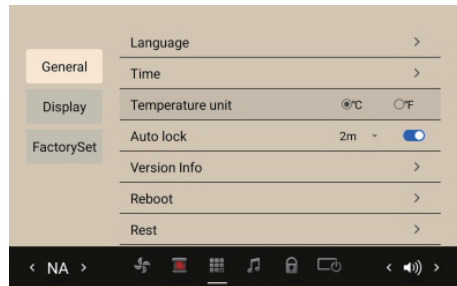 General
Display
FactorySet
Language
Time
Temperature unit ℃ ℉
Auto lock 2m
Version Info
Reboot
Rest
NA